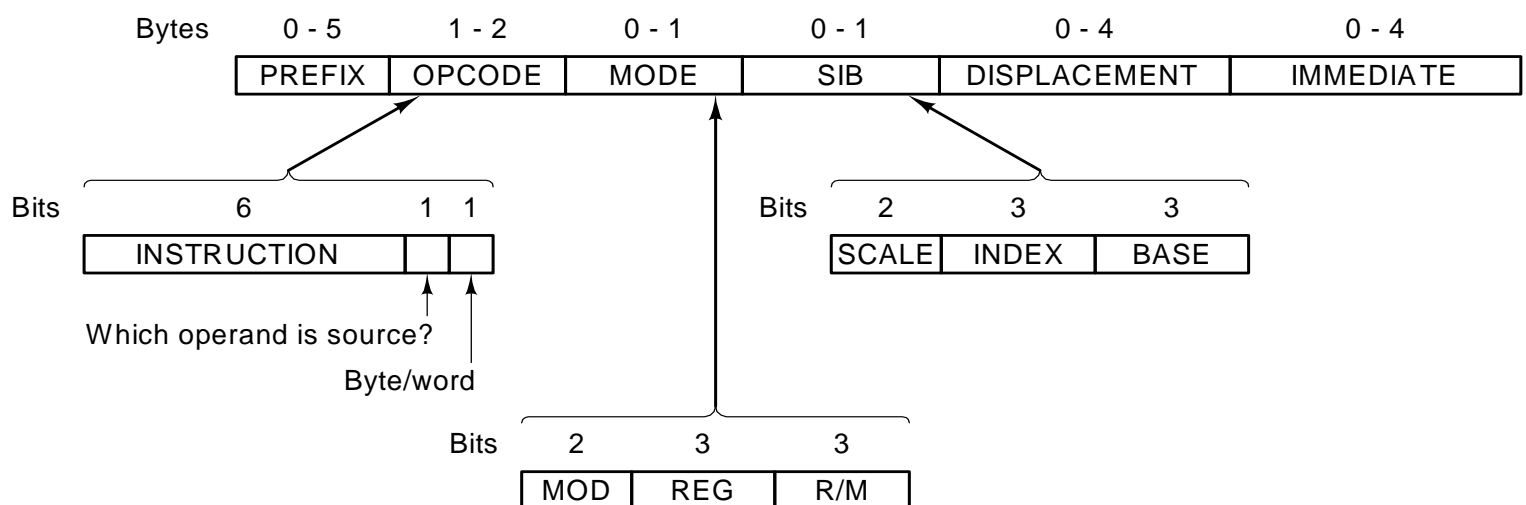 Bytes 0 - 5 1 - 2 0 - 1 0 - 1 0 - 4 0 - 4
PREFIX OPCODE MODE SIB DISPLACEMENT IMMEDIATE
Bits 6 1 1
INSTRUCTION
Which operand is source?
Byte/word
Bits 2 3 3
SCALE INDEX BASE
Bits 2 3 3
MOD REG R/M